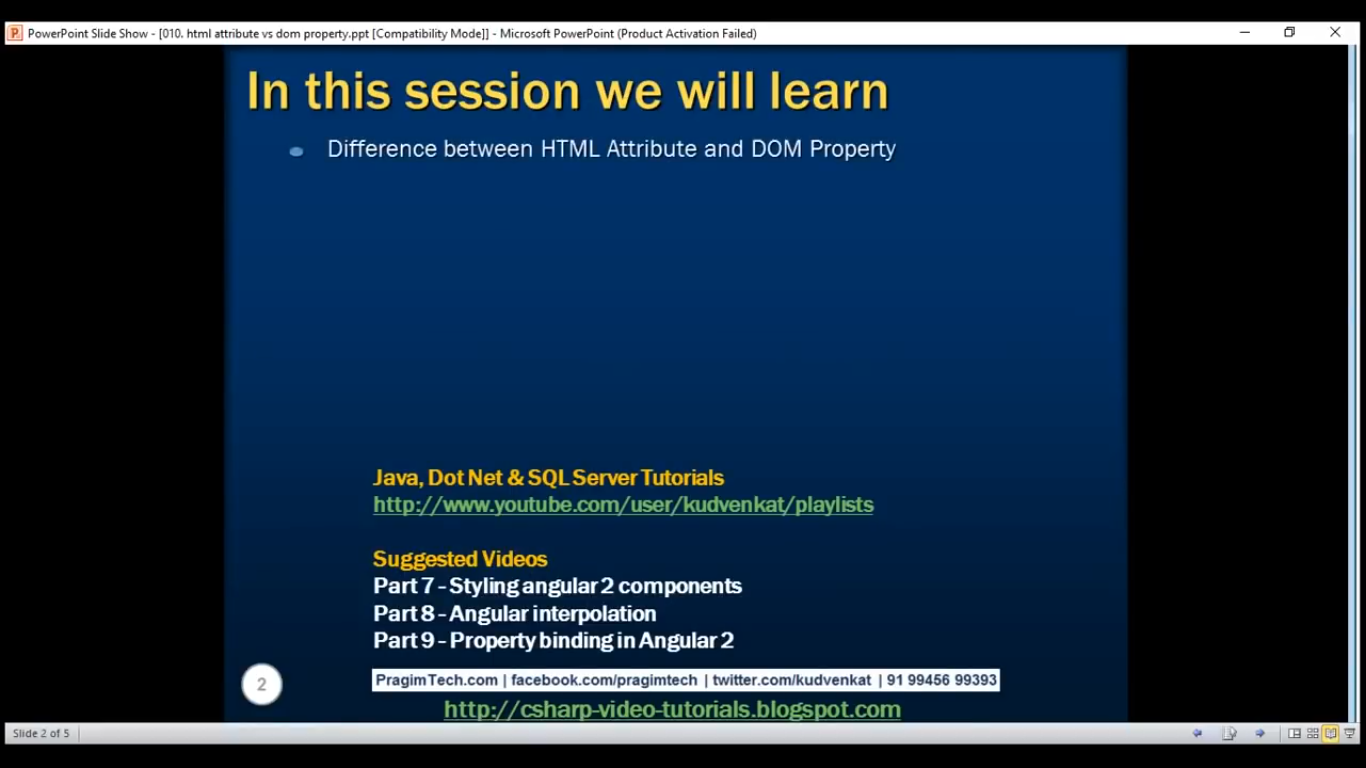 PowerPoint Slide Show - [010. html attribute vs dom property.ppt [Compatibility Mode]] - Microsoft PowerPoint (Product Activation Failed)
In this session we will learn
Difference between HTML Attribute and DOM Property
Java, Dot Net & SQL Server Tutorials
http://www.youtube.com/user/kudvenkat/playlists
Suggested Videos
Part 7 - Styling angular 2 components
Part 8 - Angular interpolation
Part 9 - Property binding in Angular 2
2
PragimTech.com | facebook.com/pragimtech | twitter.com/kudvenkat | 91 99456 99393
http://csharp-video-tutorials.blogspot.com
Slide 2 of 5